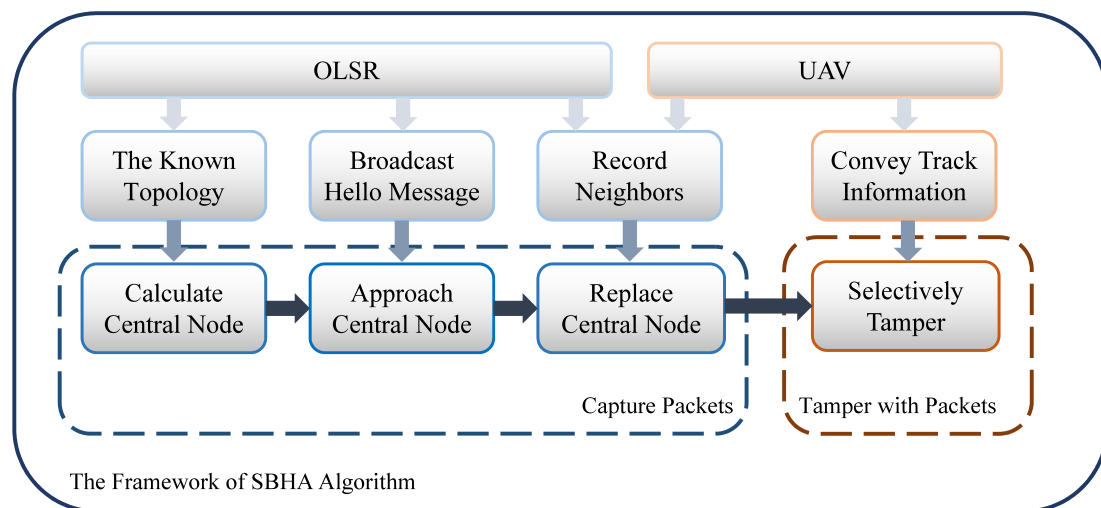 OLSR
UAV
The Known
Topology
Broadcast
Hello Message
Record
Neighbors
Convey Track
Information
Calculate
Central Node
Approach
Central Node
Replace
Central Node
Selectively
Tamper
Capture Packets
Tamper with Packets
The Framework of SBHA Algorithm